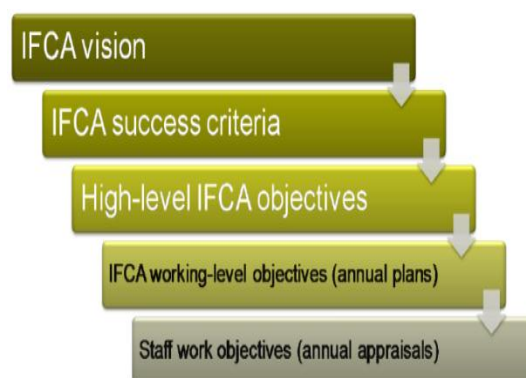 IFCA vision
IFCA success criteria
High-level IFCA objectives
IFCA working-level objectives (annual plans)
Staff work objectives (annual appraisals)